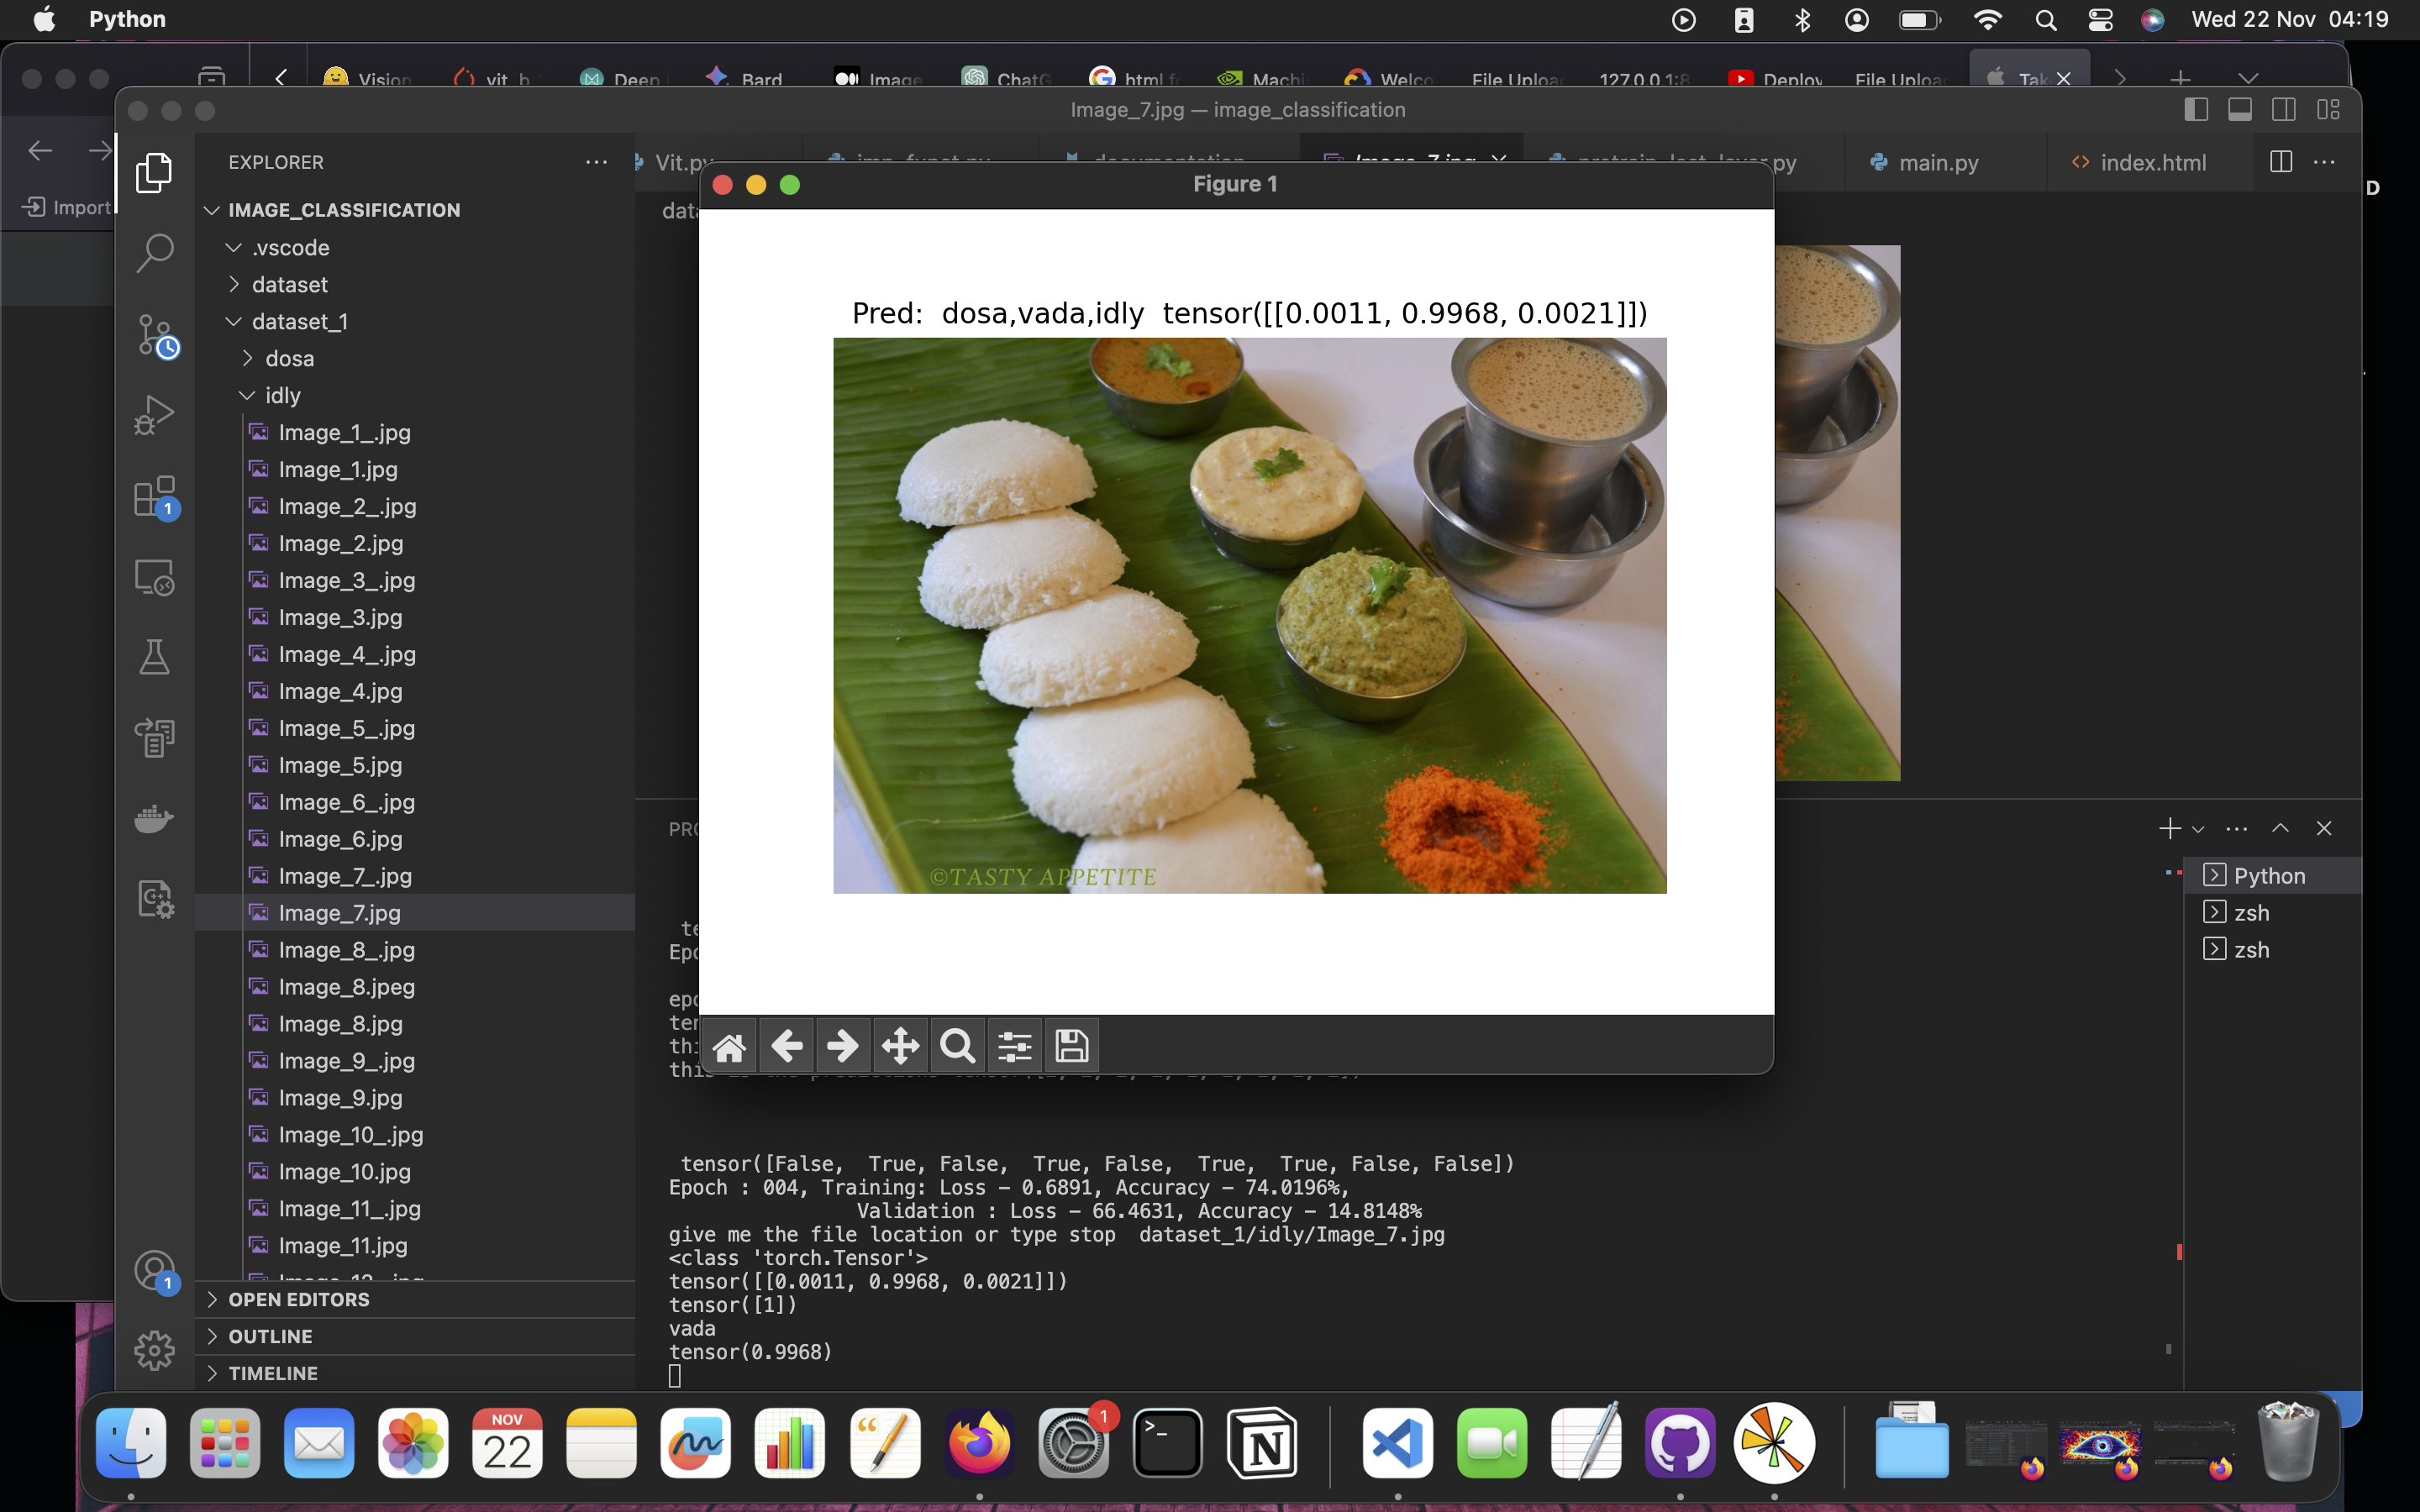 Python
Wed 22 Nov 04:19
Vision
vit_b
Deep
Bard
Image
ChatG
html f
Machi
Welco
File Uploa
127.0.0.1:8
Deploy
File Uploa
Tak
Image_7.jpg — image_classification
Import
EXPLORER
Vit.py
main.py
index.html
IMAGE_CLASSIFICATION
.vscode
dataset
dataset_1
dosa
idly
Image_1_.jpg
Image_1.jpg
Image_2_.jpg
Image_2.jpg
Image_3_.jpg
Image_3.jpg
Image_4_.jpg
Image_4.jpg
Image_5_.jpg
Image_5.jpg
Image_6_.jpg
Image_6.jpg
Image_7_.jpg
Image_7.jpg
Image_8_.jpg
Image_8.jpeg
Image_8.jpg
Image_9_.jpg
Image_9.jpg
Image_10_.jpg
Image_10.jpg
Image_11_.jpg
Image_11.jpg
OPEN EDITORS
OUTLINE
TIMELINE
Figure 1
Pred: dosa,vada,idly tensor([[0.0011, 0.9968, 0.0021]])
©TASTY APPETITE
Python
zsh
zsh
tensor([False, True, False, True, False, True, True, False, False])
Epoch : 004, Training: Loss – 0.6891, Accuracy – 74.0196%,
Validation : Loss – 66.4631, Accuracy – 14.8148%
give me the file location or type stop dataset_1/idly/Image_7.jpg
<class 'torch.Tensor'>
tensor([[0.0011, 0.9968, 0.0021]])
tensor([1])
vada
tensor(0.9968)
1
1
NOV
22
1